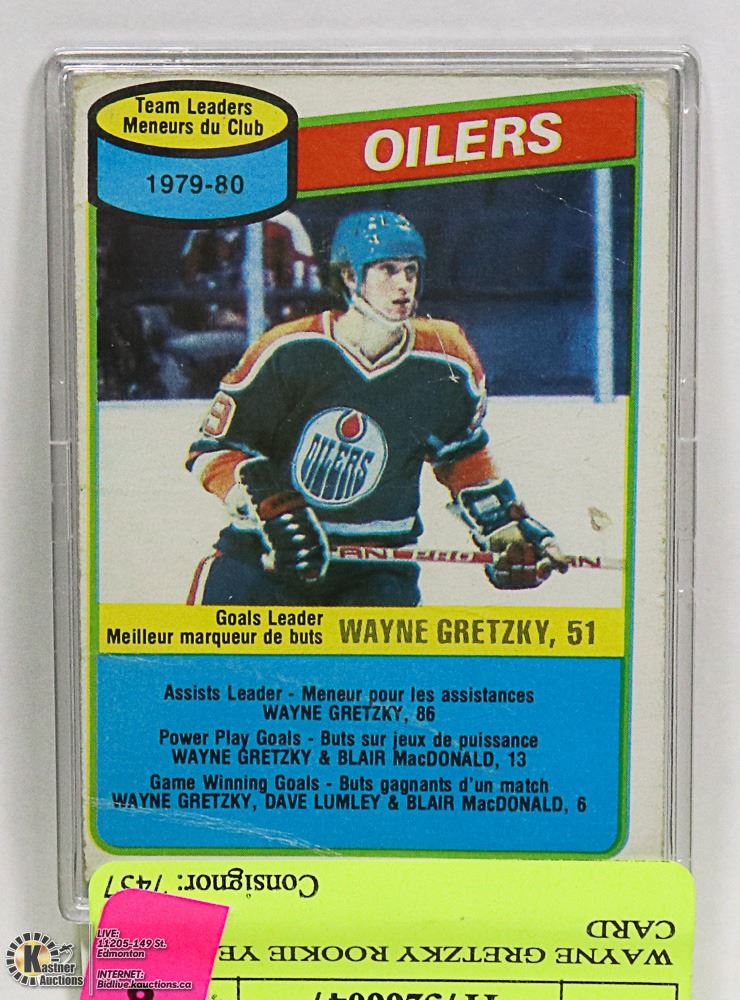 Team Leaders
Meneurs du Club
1979-80
OILERS
9
OILERS
Goals Leader
Meilleur marqueur de buts
WAYNE GRETZKY, 51
Assists Leader - Meneur pour les assistances
WAYNE GRETZKY, 86
Power Play Goals - Buts sur jeux de puissance
WAYNE GRETZKY & BLAIR MacDONALD, 13
Game Winning Goals - Buts gagnants d'un match
WAYNE GRETZKY, DAVE LUMLEY & BLAIR MacDONALD, 6
Consignor:
WAYNE GRETZKY ROOKIE YE
CARD
LIVE:
11205-149 St.
Edmonton
INTERNET:
Bidlive.kauctions.ca
K
Kastner
Auctions